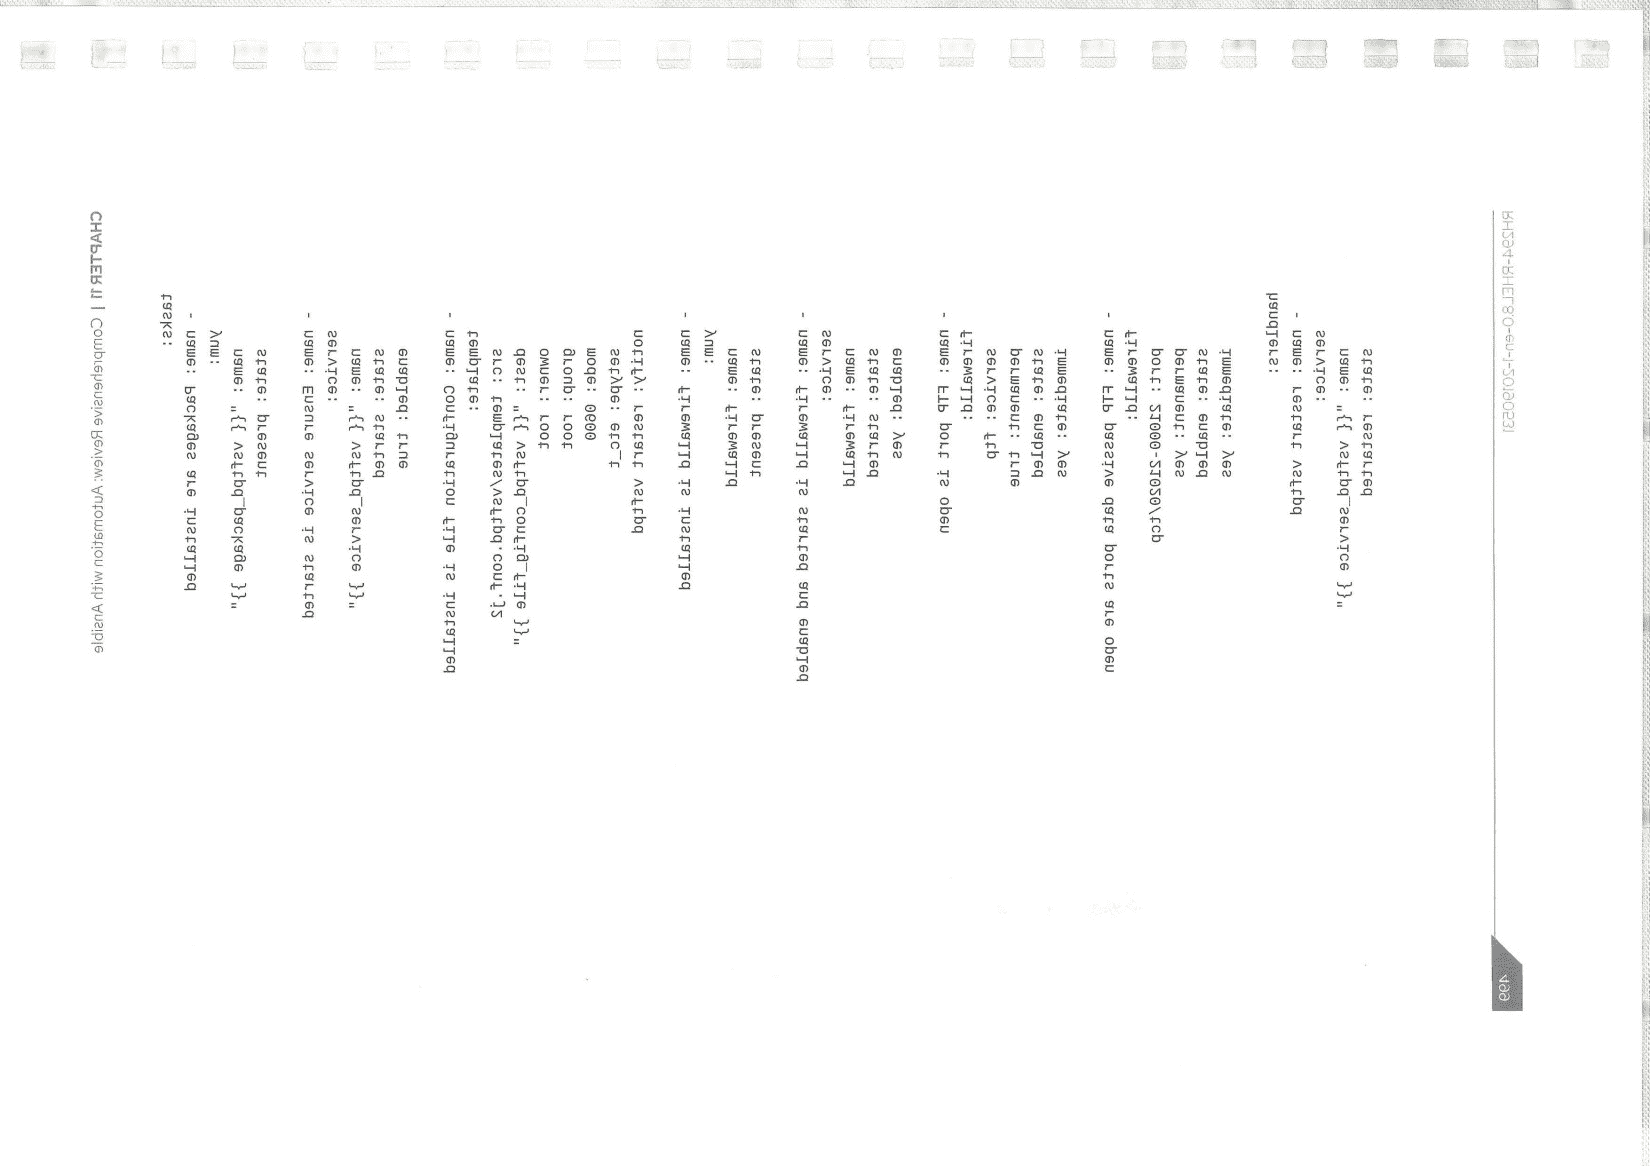 CHAPTER 11 | Comprehensive Review: Automation with Ansible
tasks:
- name: Packages are installed
yum:
name: "{{ vsftpd_package }}"
state: present
- name: Ensure service is started
service:
name: "{{ vsftpd_service }}"
state: started
enabled: true
- name: Configuration file is installed
template:
src: templates/vsftpd.conf.j2
dest: "{{ vsftpd_config_file }}"
owner: root
group: root
mode: 0600
setype: etc_t
notify: restart vsftpd
- name: firewalld is installed
yum:
name: firewalld
state: present
- name: firewalld is started and enabled
service:
name: firewalld
state: started
enabled: yes
- name: FTP port is open
firewalld:
service: ftp
permanent: true
state: enabled
immediate: yes
- name: FTP passive data ports are open
firewalld:
port: 21000-21020/tcp
permanent: yes
state: enabled
immediate: yes
handlers:
- name: restart vsftpd
service:
name: "{{ vsftpd_service }}"
state: restarted
RH294-RHEL8.0-en-1-20190531
499